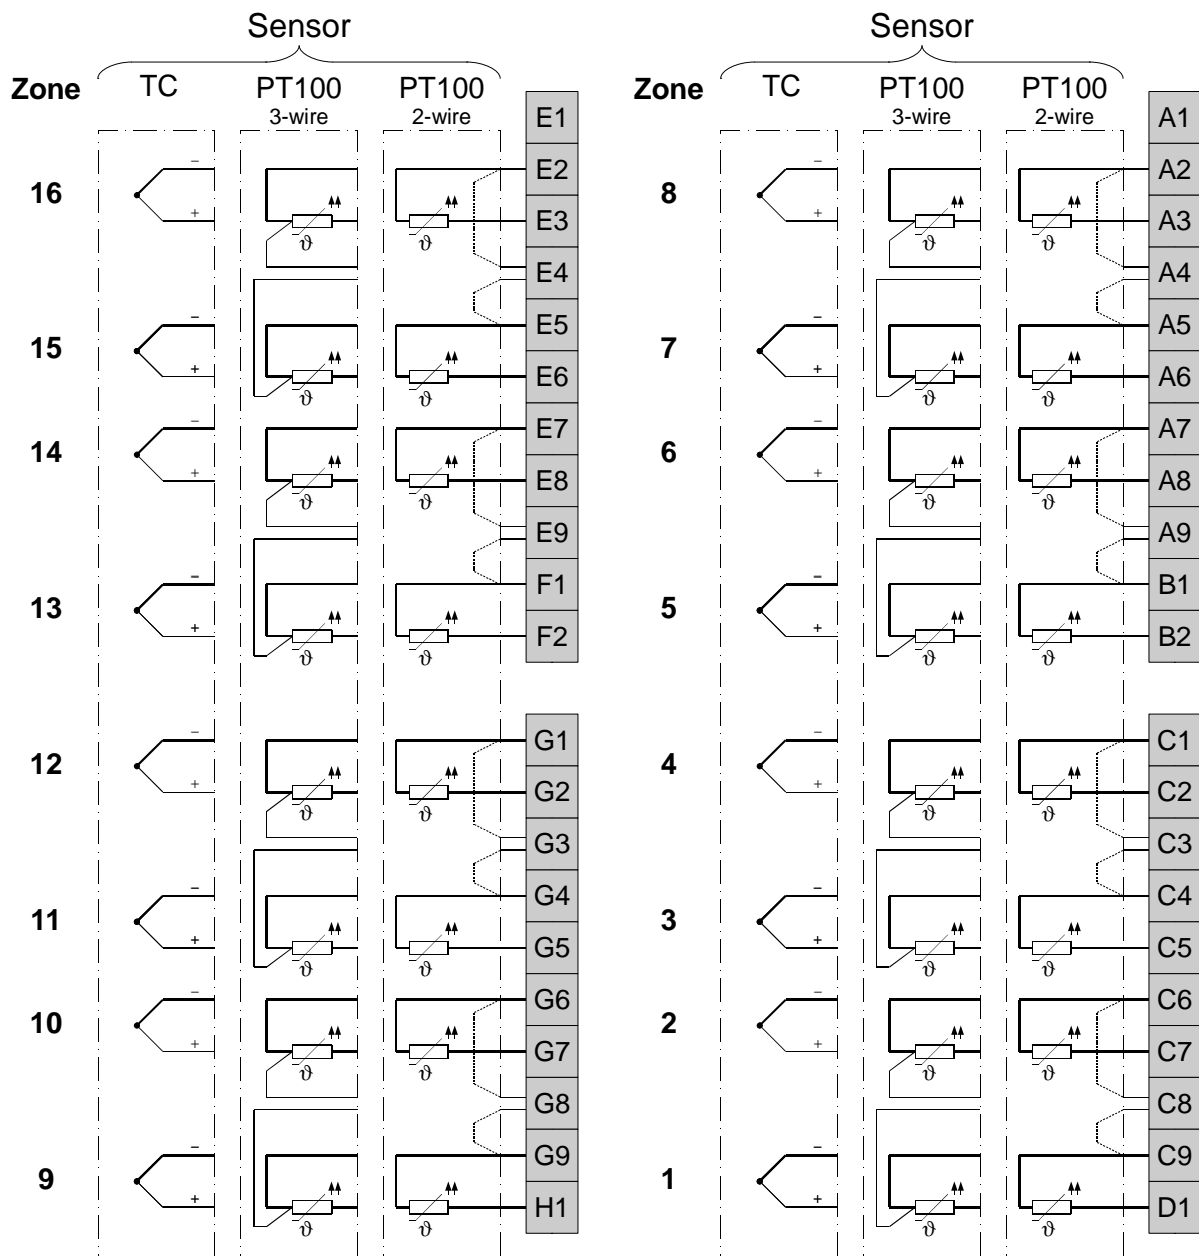 Sensor
Zone TC PT100 PT100
3-wire 2-wire
E1
16 − + ϑ ϑ E2
E3
E4
15 − + ϑ ϑ E5
E6
14 − + ϑ ϑ E7
E8
E9
13 − + ϑ ϑ F1
F2
12 − + ϑ ϑ G1
G2
G3
11 − + ϑ ϑ G4
G5
10 − + ϑ ϑ G6
G7
G8
9 − + ϑ ϑ G9
H1
Sensor
Zone TC PT100 PT100
3-wire 2-wire
A1
8 − + ϑ ϑ A2
A3
A4
7 − + ϑ ϑ A5
A6
6 − + ϑ ϑ A7
A8
A9
5 − + ϑ ϑ B1
B2
4 − + ϑ ϑ C1
C2
C3
3 − + ϑ ϑ C4
C5
2 − + ϑ ϑ C6
C7
C8
1 − + ϑ ϑ C9
D1